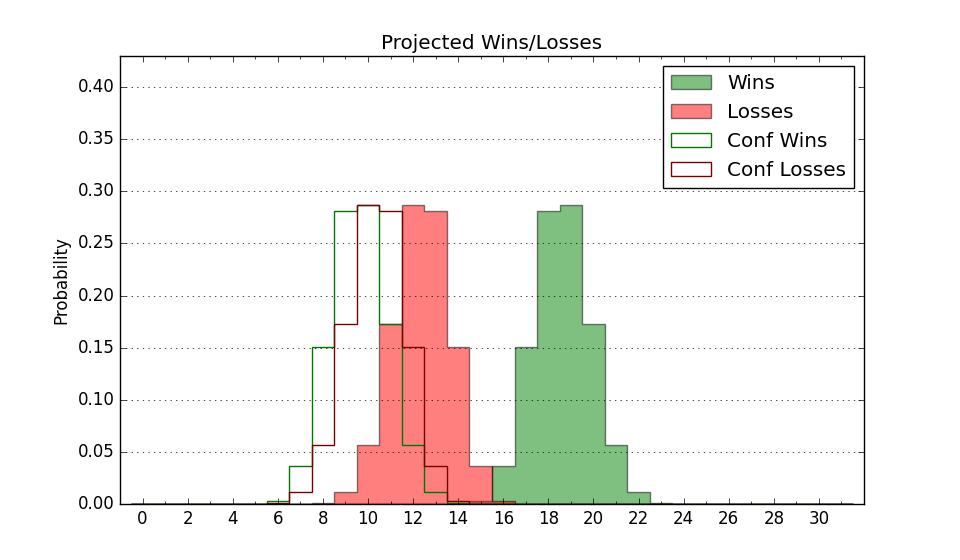 Projected Wins/Losses
Probability
0.40
0.35
0.30
0.25
0.20
0.15
0.10
0.05
0.00
0 2 4 6 8 10 12 14 16 18 20 22 24 26 28 30
Wins
Losses
Conf Wins
Conf Losses